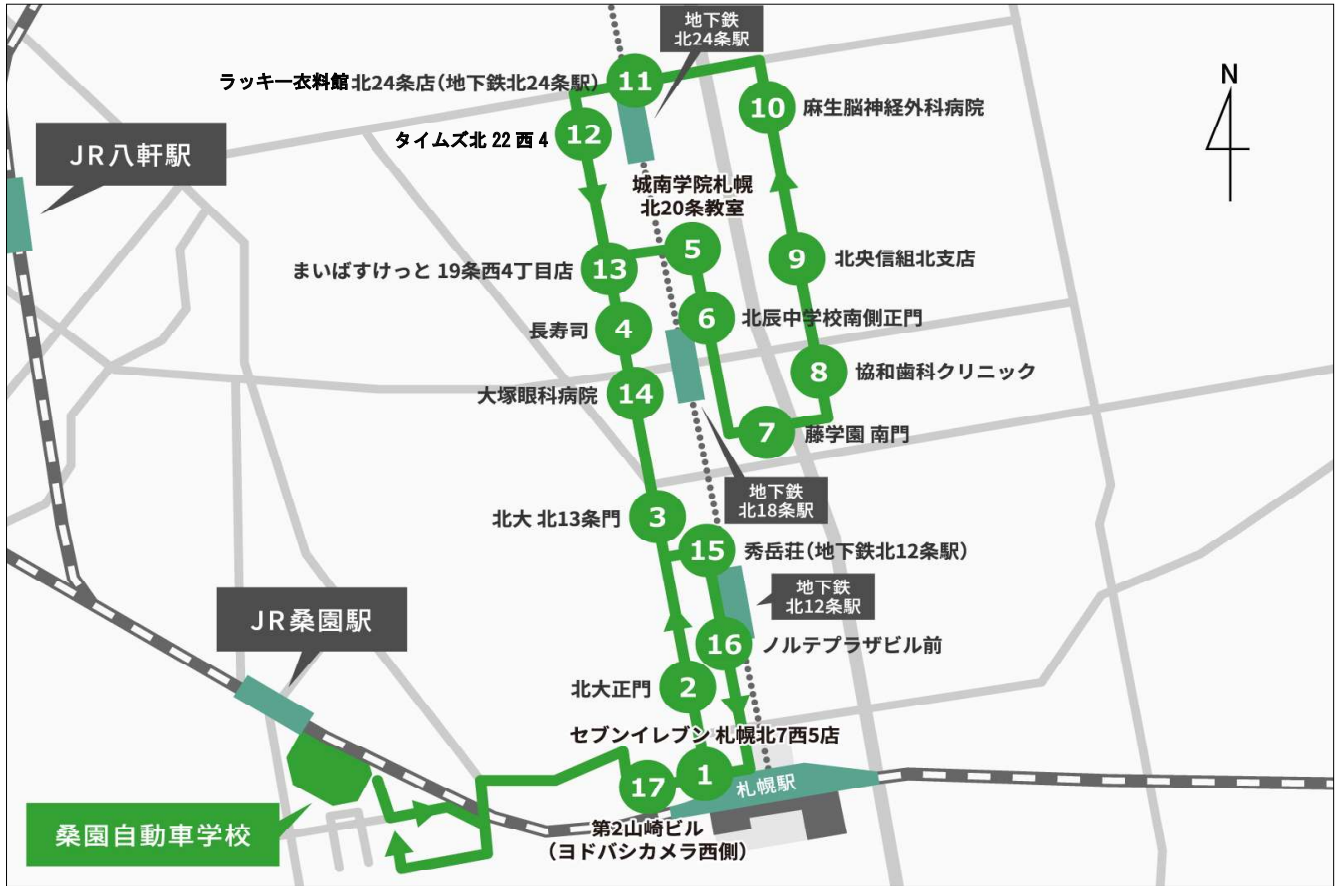 地下鉄
北24条駅
ラッキー衣料館 北24条店(地下鉄北24条駅)
11
N
10
麻生脳神経外科病院
タイムズ北 22 西 4
12
JR八軒駅
城南学院札幌
北20条教室
5
9
北央信組北支店
まいばすけっと 19条西4丁目店
13
長寿司
4
6
北辰中学校南側正門
8
協和歯科クリニック
大塚眼科病院
14
7
藤学園 南門
地下鉄
北18条駅
北大 北13条門
3
15
秀岳荘(地下鉄北12条駅)
地下鉄
北12条駅
JR桑園駅
16
ノルテプラザビル前
北大正門
2
セブンイレブン 札幌北7西5店
1
17
札幌駅
桑園自動車学校
第2山崎ビル
(ヨドバシカメラ西側)